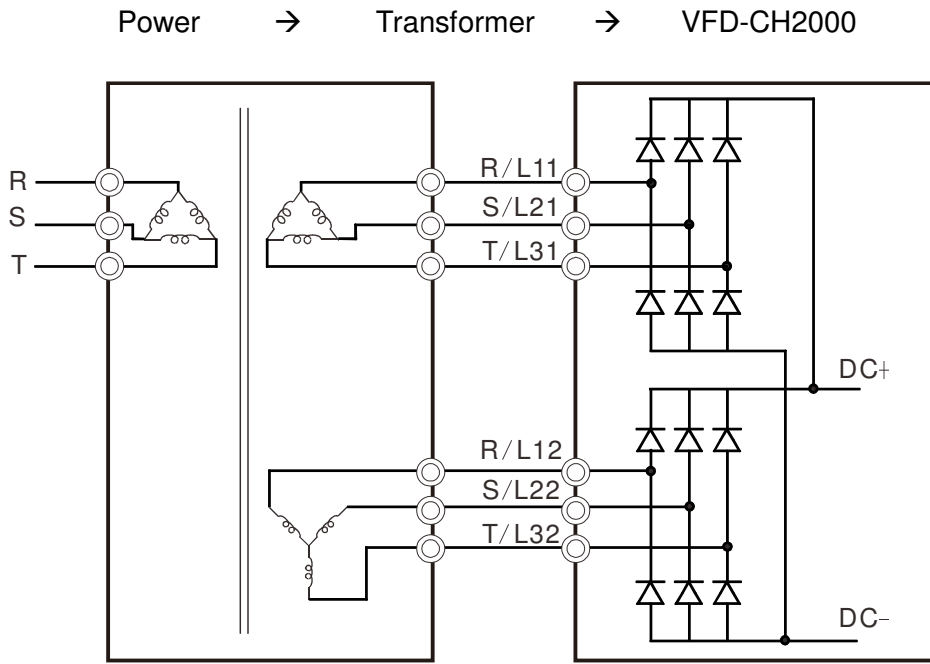 Power → Transformer → VFD-CH2000
R
S
T
R/L11
S/L21
T/L31
DC+
R/L12
S/L22
T/L32
DC-